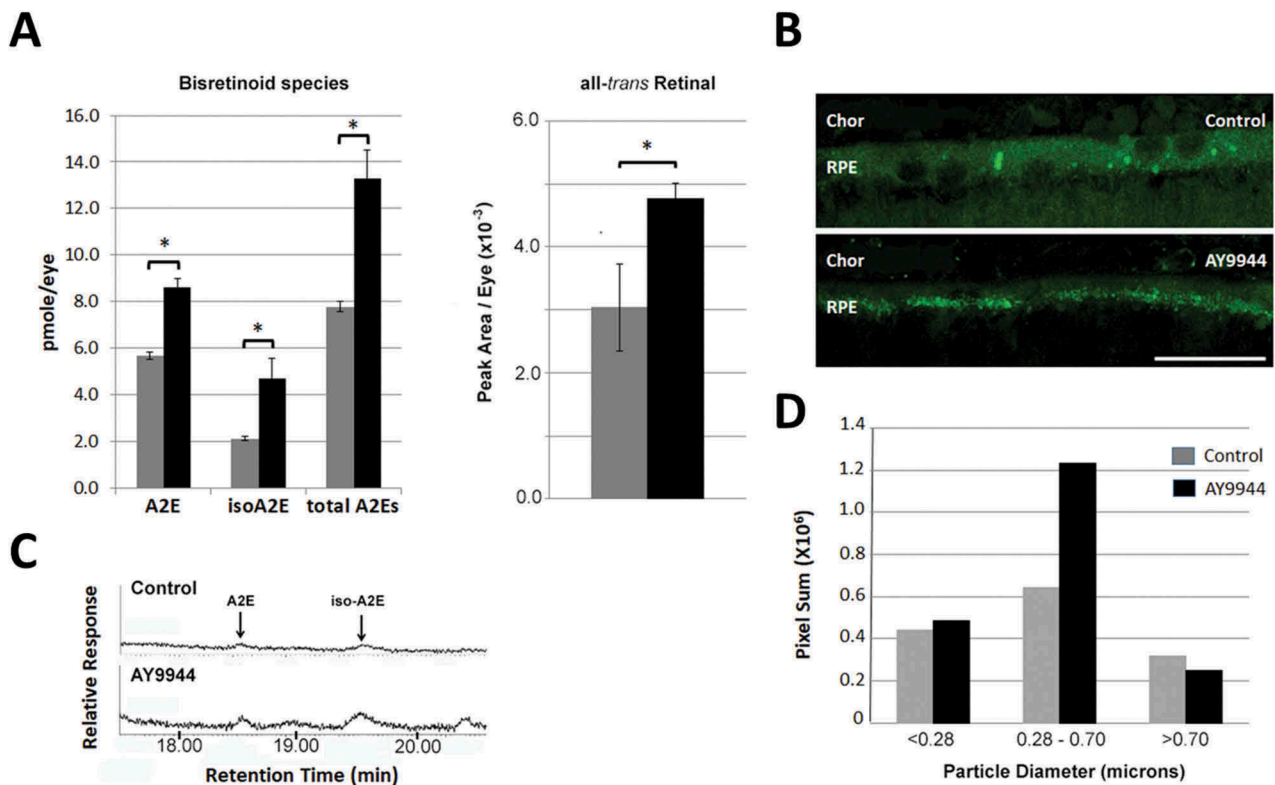 A
Bisretinoid species
16.0
14.0
12.0
10.0
8.0
6.0
4.0
2.0
0.0
pmole/eye
*
*
*
A2E isoA2E total A2Es
all-trans Retinal
6.0
4.0
2.0
0.0
Peak Area / Eye (x10⁻³)
*
B
Chor Control
RPE
Chor AY9944
RPE
C
Control
A2E iso-A2E
AY9944
Relative Response
18.00 19.00 20.00
Retention Time (min)
D
1.4
1.2
1.0
0.8
0.6
0.4
0.2
0
Pixel Sum (X10⁶)
Control
AY9944
<0.28 0.28 - 0.70 >0.70
Particle Diameter (microns)